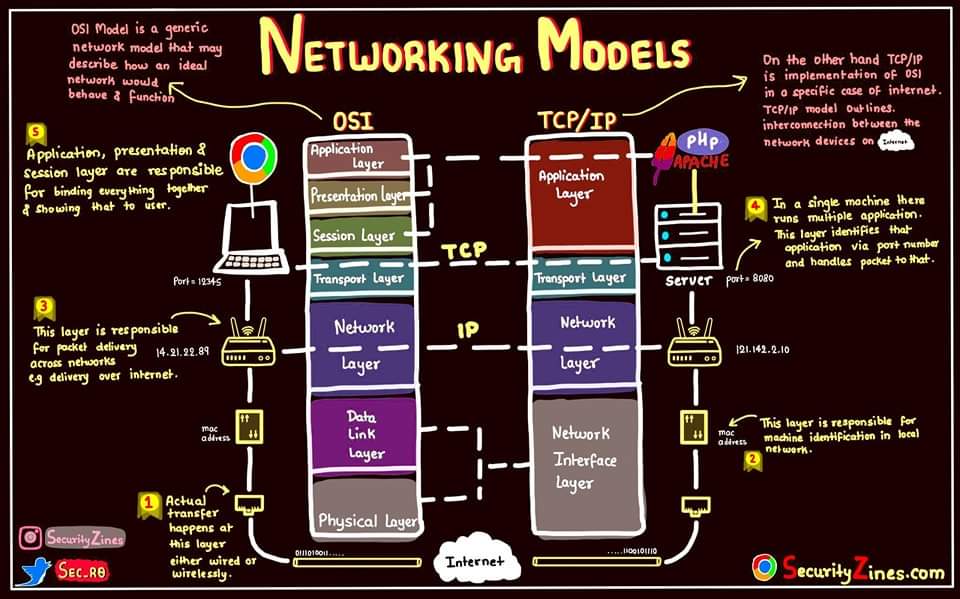 NETWORKING MODELS
OSI Model is a generic
network model that may
describe how an ideal
network would
behave & function
On the other hand TCP/IP
is implementation of OSI
in a specific case of internet.
TCP/IP model outlines.
interconnection between the
network devices on
Internet
OSI
TCP/IP
5
Application, presentation &
session layer are responsible
for binding everything together
& showing that to user.
Application
Layer
Presentation Layer
Session Layer
Transport Layer
Network
Layer
Data
Link
Layer
Physical Layer
TCP
IP
Application
Layer
Transport Layer
Network
Layer
Network
Interface
Layer
PHP
APACHE
4
In a single machine there
runs multiple application.
This layer identifies that
application via port number
and handles pocket to that.
Port = 12345
server
port = 8080
3
This layer is responsible
for packet delivery
across networks
e.g delivery over internet.
14.21.22.89
121.142.2.10
mac
address
mac
address
This layer is responsible for
machine identification in local
network.
2
1
Actual
transfer
happens at
this layer
either wired or
wirelessly.
0111010011.....
Internet
.....1100101110
SecurityZines
SEC_R0
SecurityZines.com